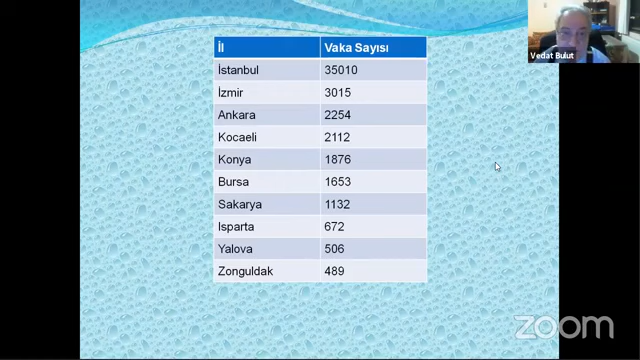 Vedat Bulut
İl Vaka Sayısı
İstanbul 35010
İzmir 3015
Ankara 2254
Kocaeli 2112
Konya 1876
Bursa 1653
Sakarya 1132
Isparta 672
Yalova 506
Zonguldak 489
zoom